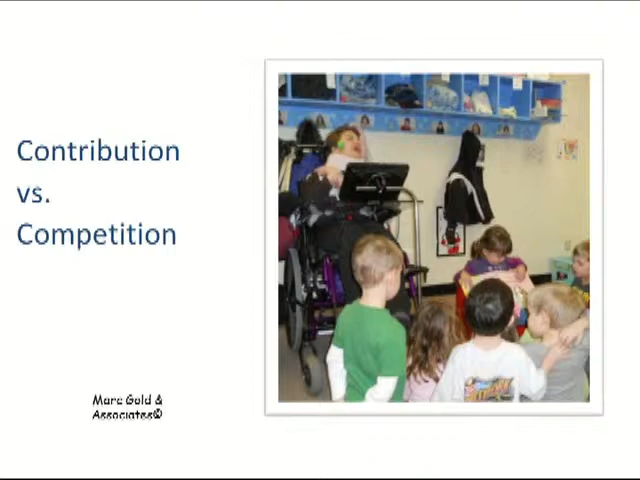 Contribution
vs.
Competition
Marc Gold &
Associates©